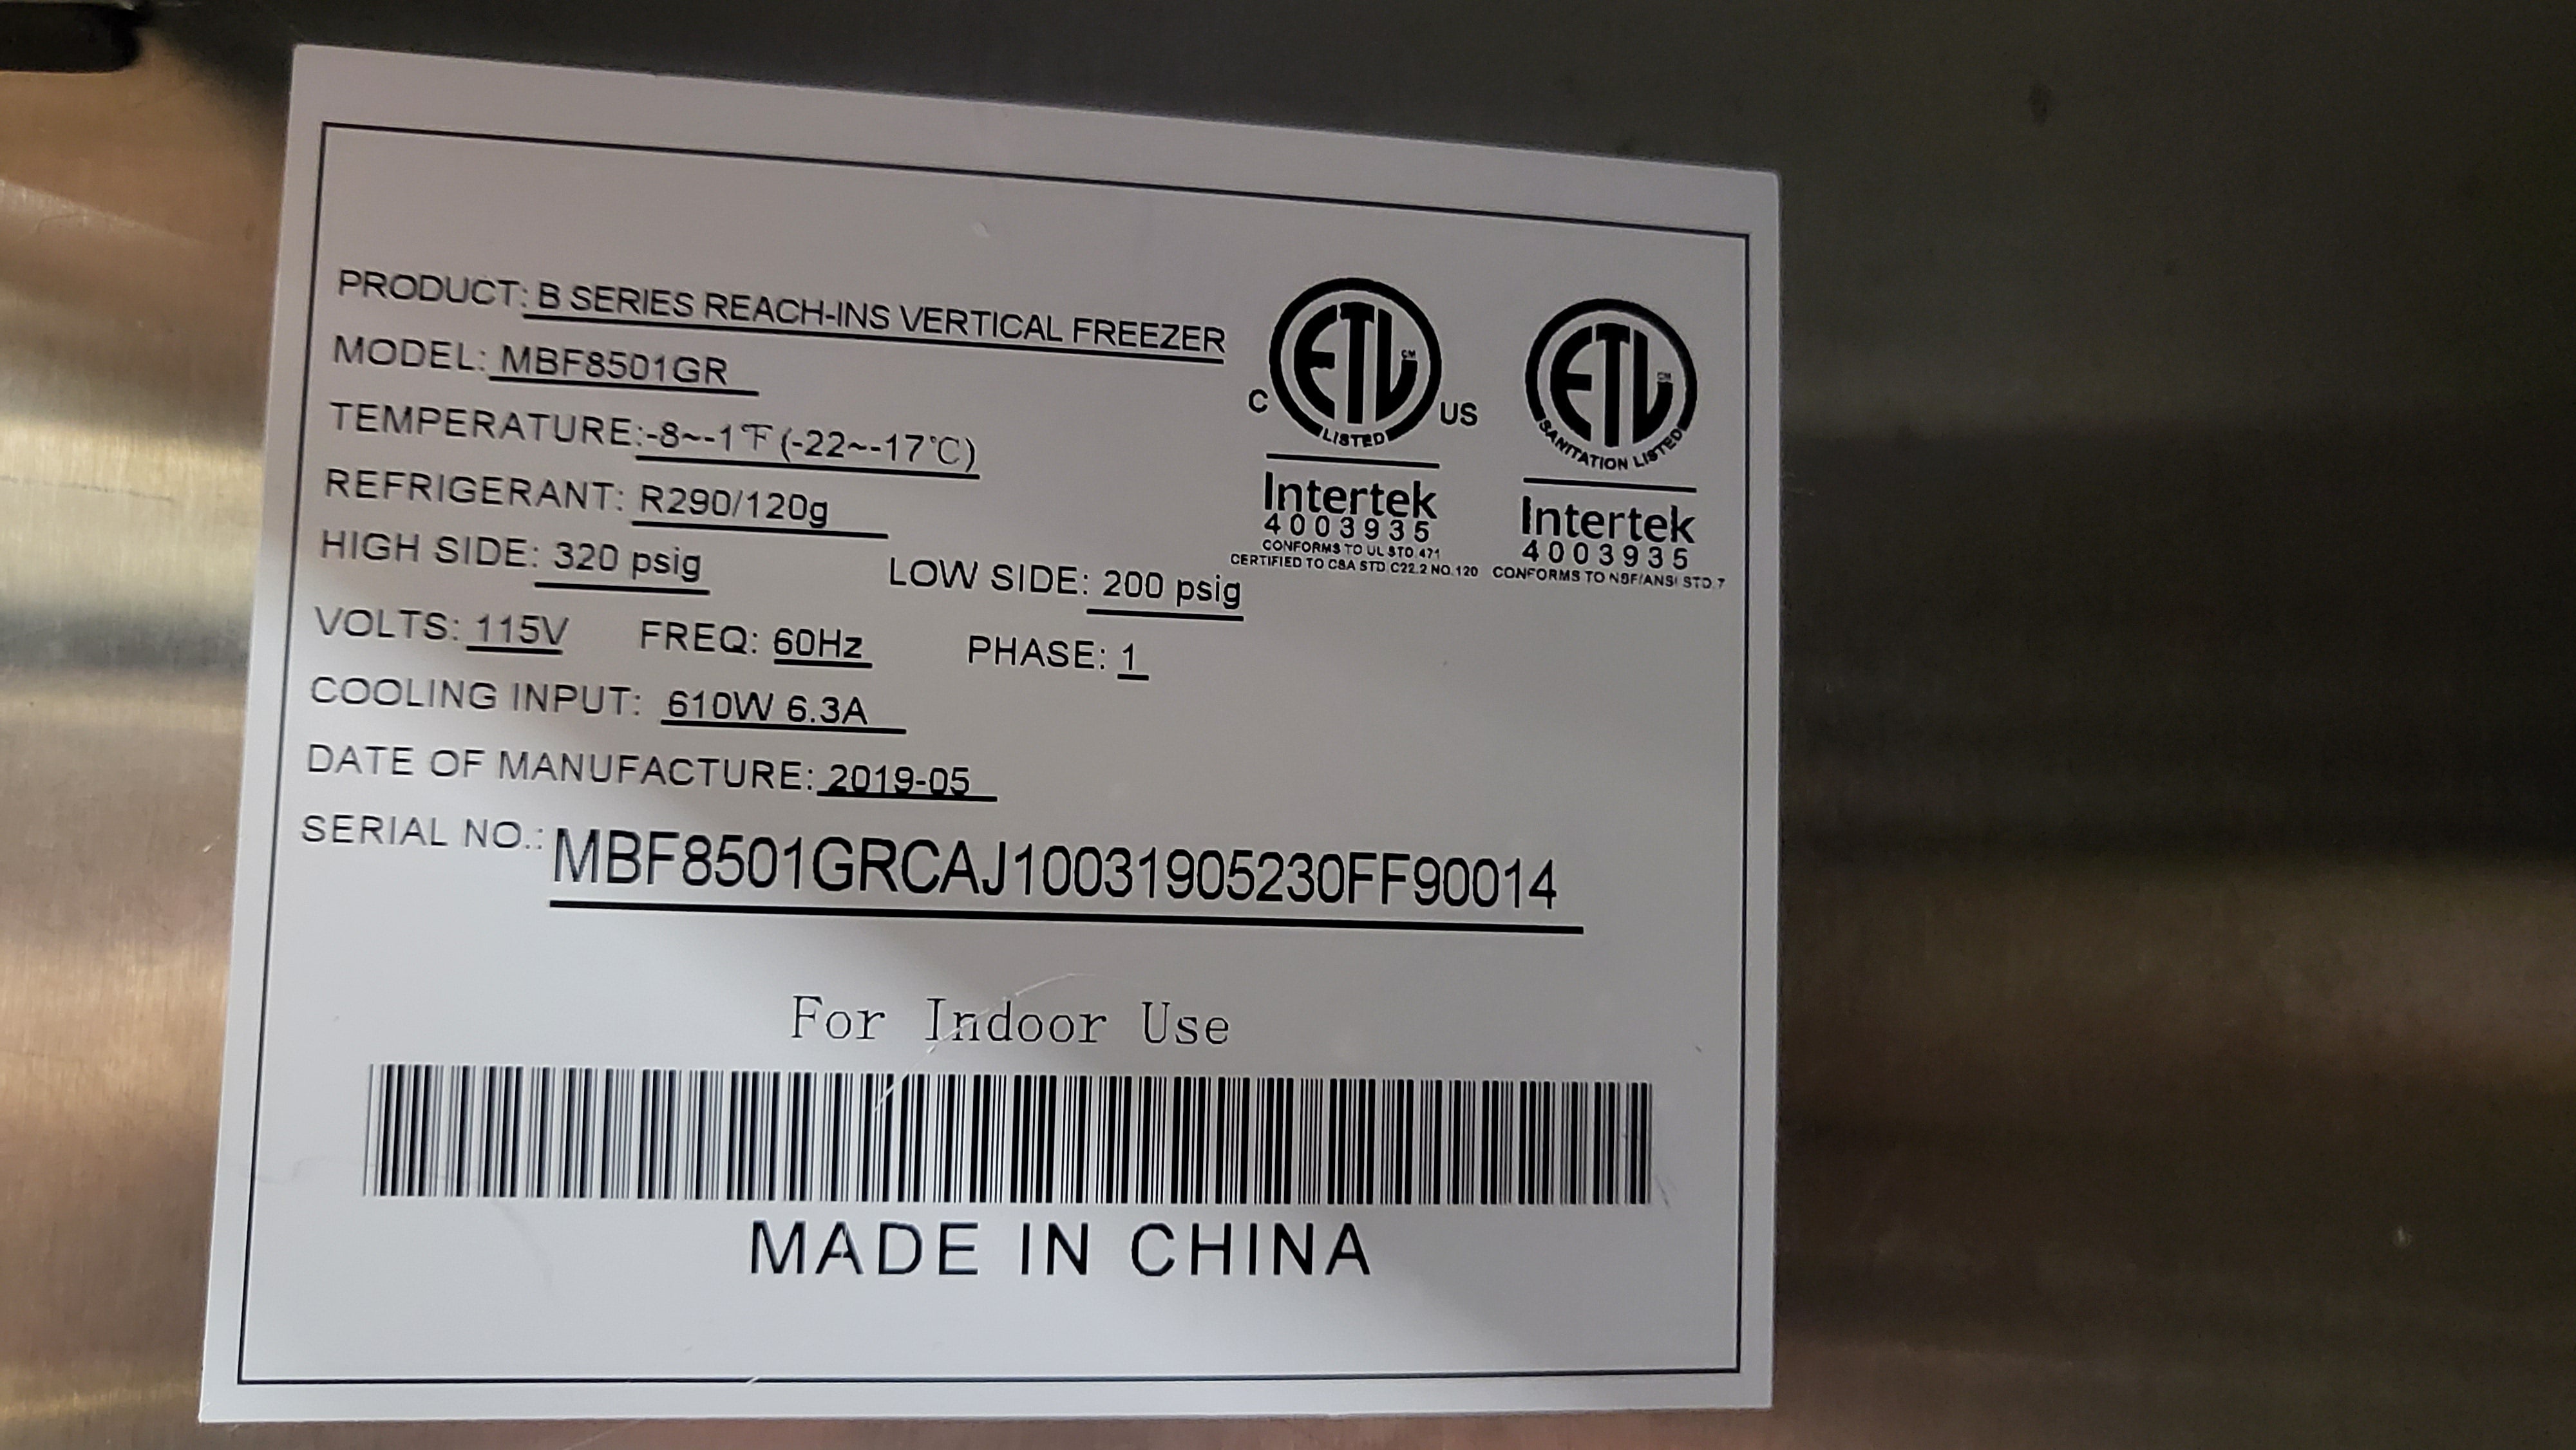 PRODUCT: B SERIES REACH-INS VERTICAL FREEZER
MODEL: MBF8501GR
TEMPERATURE:-8~-1℉(-22~-17℃)
REFRIGERANT: R290/120g
HIGH SIDE: 320 psig LOW SIDE: 200 psig
VOLTS: 115V FREQ: 60Hz PHASE: 1
COOLING INPUT: 610W 6.3A
DATE OF MANUFACTURE: 2019-05
SERIAL NO.: MBF8501GRCAJ10031905230FF90014
C ETL CM US
LISTED
Intertek
4003935
CONFORMS TO UL STD.471
CERTIFIED TO CSA STD C22.2 NO.120
ETL CM
SANITATION LISTED
Intertek
4003935
CONFORMS TO NSF/ANSI STD.7
For Indoor Use
MADE IN CHINA